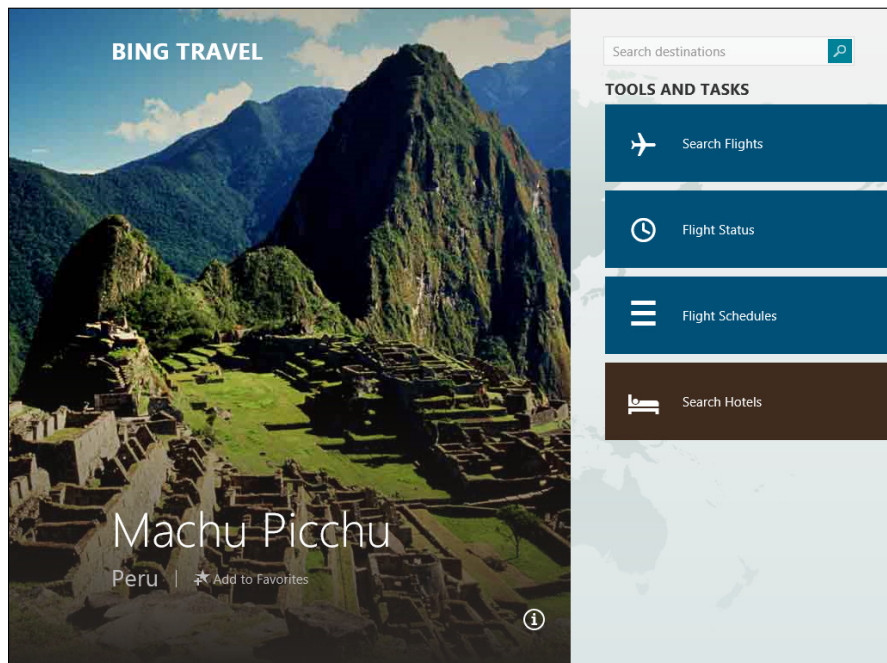 BING TRAVEL
Machu Picchu
Peru | Add to Favorites
Search destinations
TOOLS AND TASKS
Search Flights
Flight Status
Flight Schedules
Search Hotels